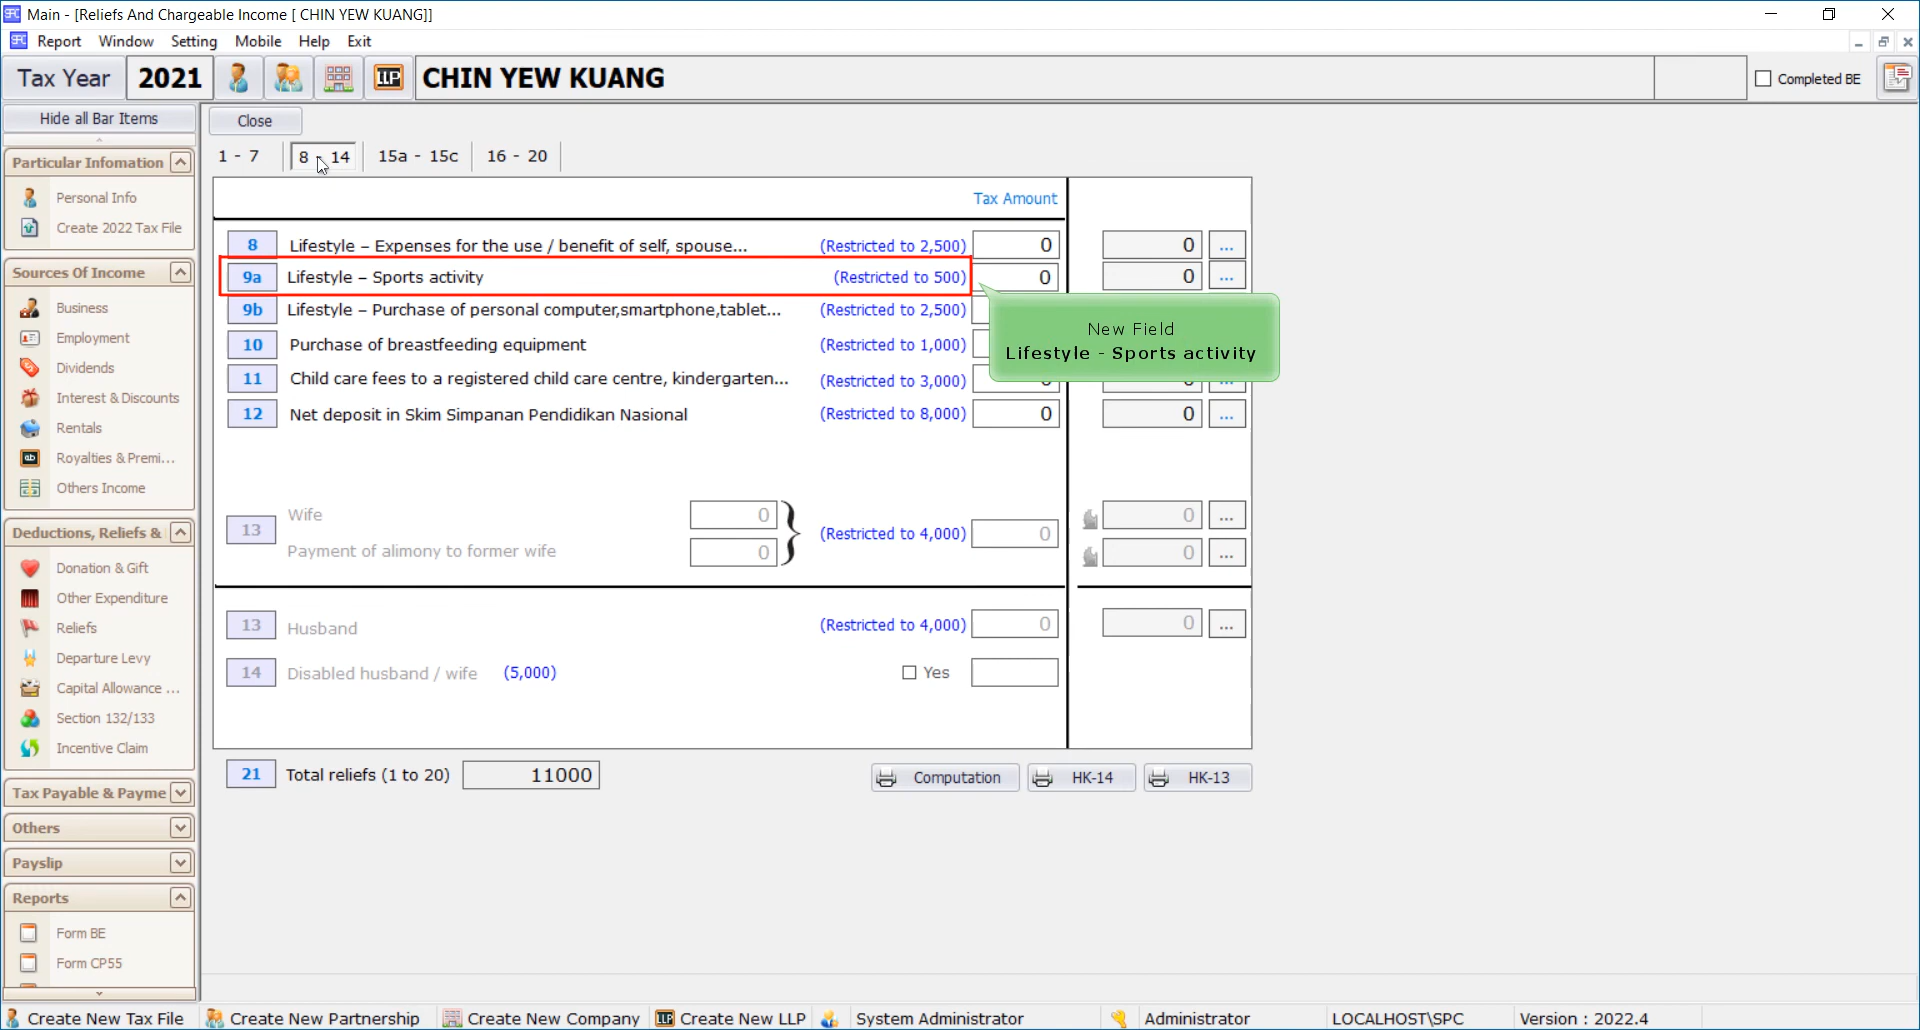 Main - [Reliefs And Chargeable Income [ CHIN YEW KUANG]]
Report Window Setting Mobile Help Exit
Tax Year 2021 LLP CHIN YEW KUANG Completed BE
Hide all Bar Items
Particular Infomation
Personal Info
Create 2022 Tax File
Sources Of Income
Business
Employment
Dividends
Interest & Discounts
Rentals
Royalties & Premi...
Others Income
Deductions, Reliefs &
Donation & Gift
Other Expenditure
Reliefs
Departure Levy
Capital Allowance ...
Section 132/133
Incentive Claim
Tax Payable & Payme
Others
Payslip
Reports
Form BE
Form CP55
Close
1 - 7 8 - 14 15a - 15c 16 - 20
Tax Amount
8 Lifestyle – Expenses for the use / benefit of self, spouse... (Restricted to 2,500) 0 0 ...
9a Lifestyle – Sports activity (Restricted to 500) 0 0 ...
9b Lifestyle – Purchase of personal computer,smartphone,tablet... (Restricted to 2,500)
New Field
Lifestyle - Sports activity
10 Purchase of breastfeeding equipment (Restricted to 1,000)
11 Child care fees to a registered child care centre, kindergarten... (Restricted to 3,000)
12 Net deposit in Skim Simpanan Pendidikan Nasional (Restricted to 8,000) 0 0 ...
13 Wife 0 (Restricted to 4,000) 0 0 ...
Payment of alimony to former wife 0 0 ...
13 Husband (Restricted to 4,000) 0 0 ...
14 Disabled husband / wife (5,000) Yes
21 Total reliefs (1 to 20) 11000 Computation HK-14 HK-13
Create New Tax File Create New Partnership Create New Company LLP Create New LLP System Administrator Administrator LOCALHOST\SPC Version : 2022.4